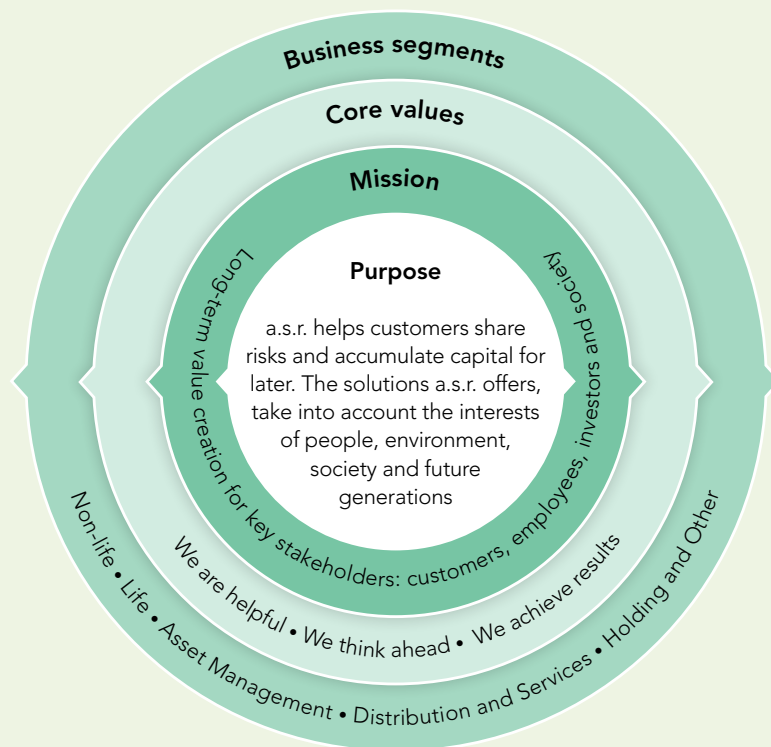 Business segments
Core values
Mission
Purpose
a.s.r. helps customers share
risks and accumulate capital for
later. The solutions a.s.r. offers,
take into account the interests
of people, environment,
society and future
generations
Long-term value creation for key stakeholders: customers, employees, investors and society
We are helpful • We think ahead • We achieve results
Non-life • Life • Asset Management • Distribution and Services • Holding and Other